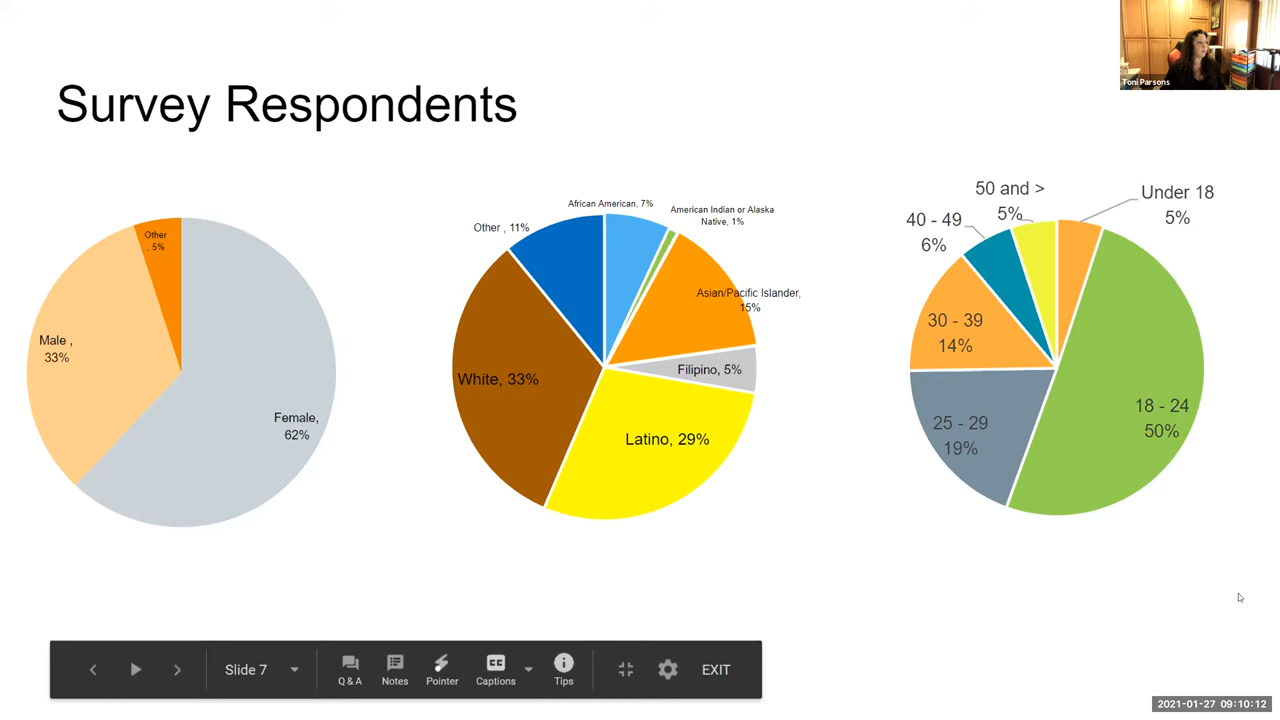 Toni Parsons
Survey Respondents
Other
, 5%
Male ,
33%
Female,
62%
African American, 7%
American Indian or Alaska
Native, 1%
Other , 11%
Asian/Pacific Islander,
15%
Filipino, 5%
White, 33%
Latino, 29%
50 and >
5%
Under 18
5%
40 - 49
6%
30 - 39
14%
18 - 24
50%
25 - 29
19%
Slide 7
Q & A
Notes
Pointer
CC
Captions
Tips
EXIT
2021-01-27 09:10:12